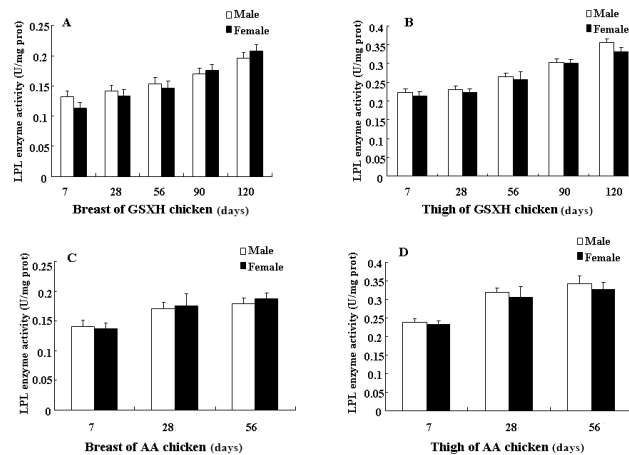 A
Male
Female
LPL enzyme activity (U/mg prot)
0.25
0.2
0.15
0.1
0.05
0
7 28 56 90 120
Breast of GSXH chicken (days)
B
Male
Female
LPL enzyme activity (U/mg prot)
0.4
0.35
0.3
0.25
0.2
0.15
0.1
0.05
0
7 28 56 90 120
Thigh of GSXH chicken (days)
C
Male
Female
LPL enzyme activity (U/mg prot)
0.25
0.2
0.15
0.1
0.05
0
7 28 56
Breast of AA chicken (days)
D
Male
Female
LPL enzyme activity (U/mg prot)
0.4
0.35
0.3
0.25
0.2
0.15
0.1
0.05
0
7 28 56
Thigh of AA chicken (days)